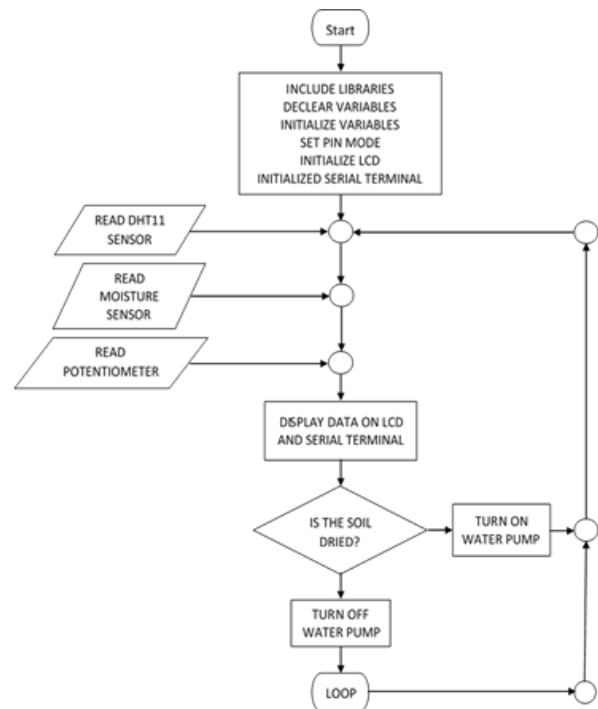 Start
INCLUDE LIBRARIES
DECLEAR VARIABLES
INITIALIZE VARIABLES
SET PIN MODE
INITIALIZE LCD
INITIALIZED SERIAL TERMINAL
READ DHT11
SENSOR
READ
MOISTURE
SENSOR
READ
POTENTIOMETER
DISPLAY DATA ON LCD
AND SERIAL TERMINAL
IS THE SOIL
DRIED?
TURN ON
WATER PUMP
TURN OFF
WATER PUMP
LOOP